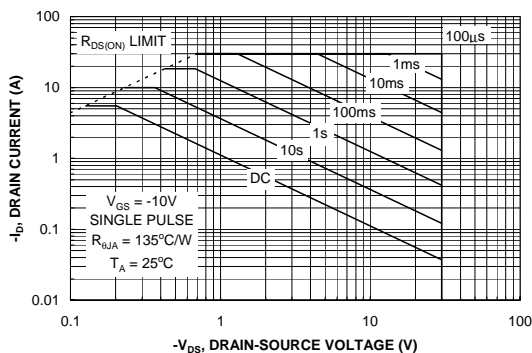 100
10
1
0.1
0.01
0.1
1
10
100
-I_D, DRAIN CURRENT (A)
-V_DS, DRAIN-SOURCE VOLTAGE (V)
R_DS(ON) LIMIT
100μs
1ms
10ms
100ms
1s
10s
DC
V_GS = -10V
SINGLE PULSE
R_θJA = 135°C/W
T_A = 25°C